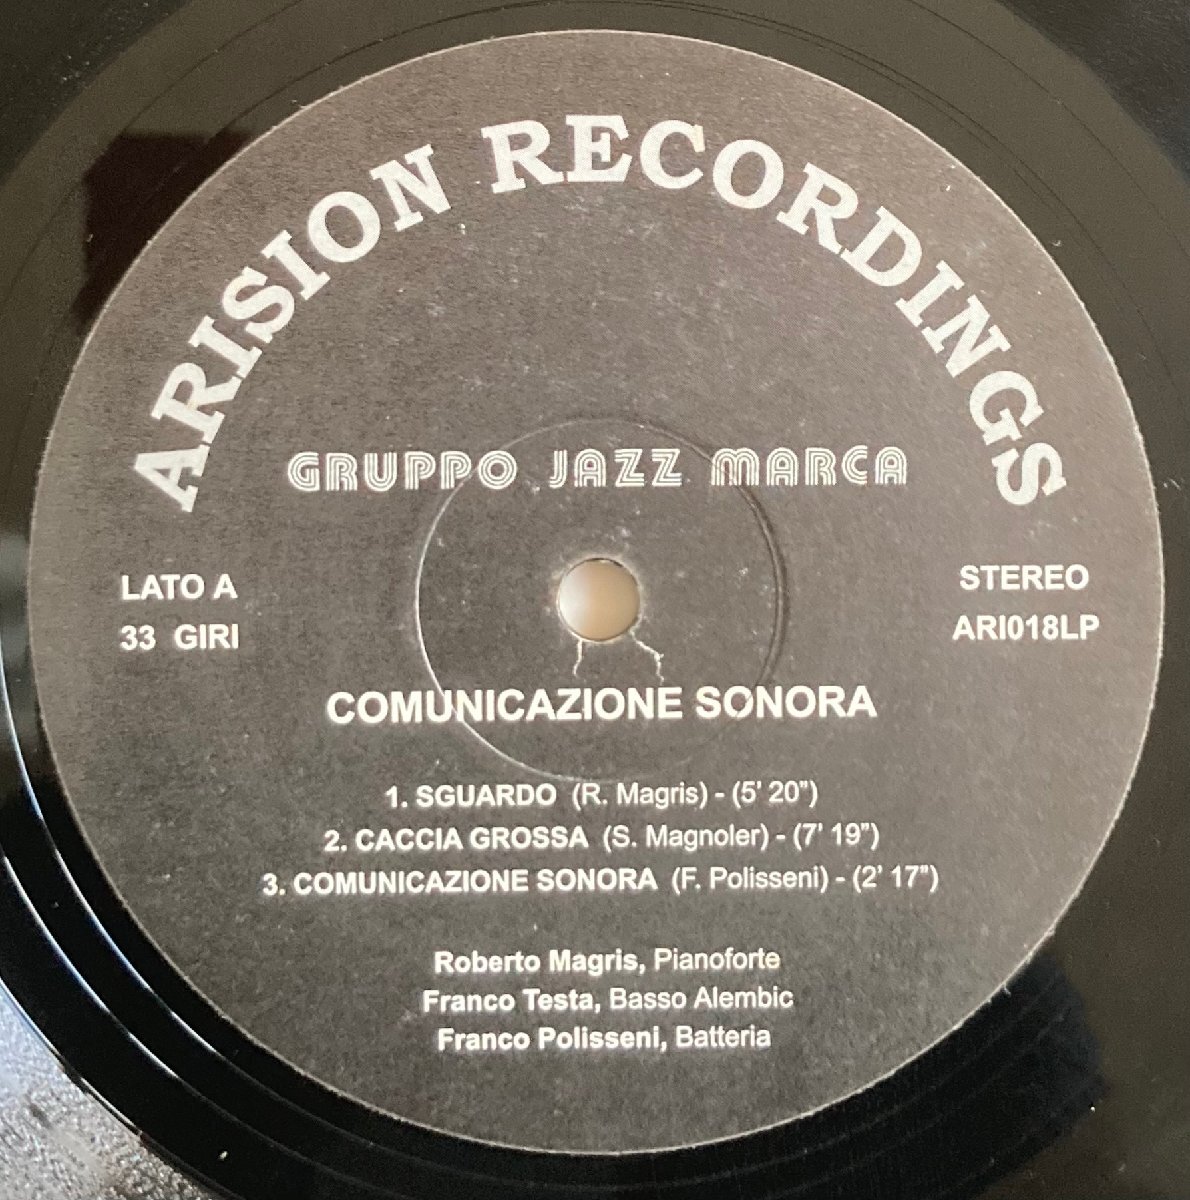 ARISION RECORDINGS
GRUPPO JAZZ MARCA
LATO A
33 GIRI
STEREO
ARI018LP
COMUNICAZIONE SONORA
1. SGUARDO (R. Magris) - (5' 20")
2. CACCIA GROSSA (S. Magnoler) - (7' 19")
3. COMUNICAZIONE SONORA (F. Polisseni) - (2' 17")
Roberto Magris, Pianoforte
Franco Testa, Basso Alembic
Franco Polisseni, Batteria